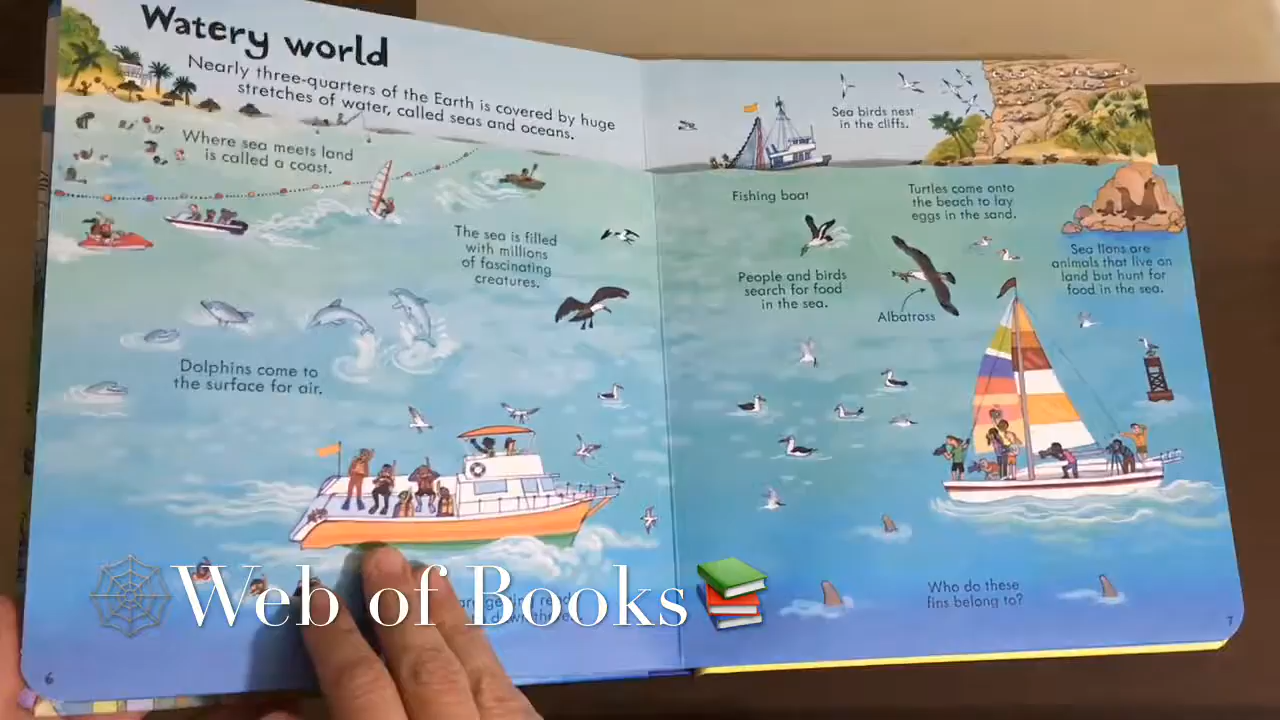 Watery world
Nearly three-quarters of the Earth is covered by huge
stretches of water, called seas and oceans.
Where sea meets land
is called a coast.
The sea is filled
with millions
of fascinating
creatures.
Dolphins come to
the surface for air.
6
Sea birds nest
in the cliffs.
Fishing boat
Turtles come onto
the beach to lay
eggs in the sand.
Sea lions are
animals that live on
land but hunt for
food in the sea.
People and birds
search for food
in the sea.
Albatross
Who do these
fins belong to?
7
Web of Books